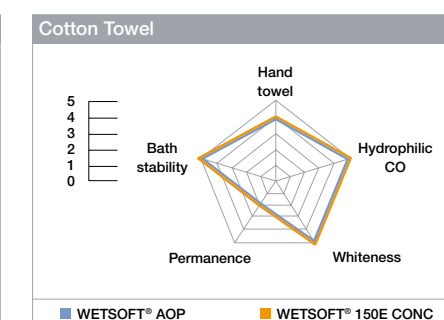 Cotton Towel
Hand
towel
5
4
3
2
1
0
Bath
stability
Hydrophilic
CO
Permanence
Whiteness
WETSOFT® AOP
WETSOFT® 150E CONC